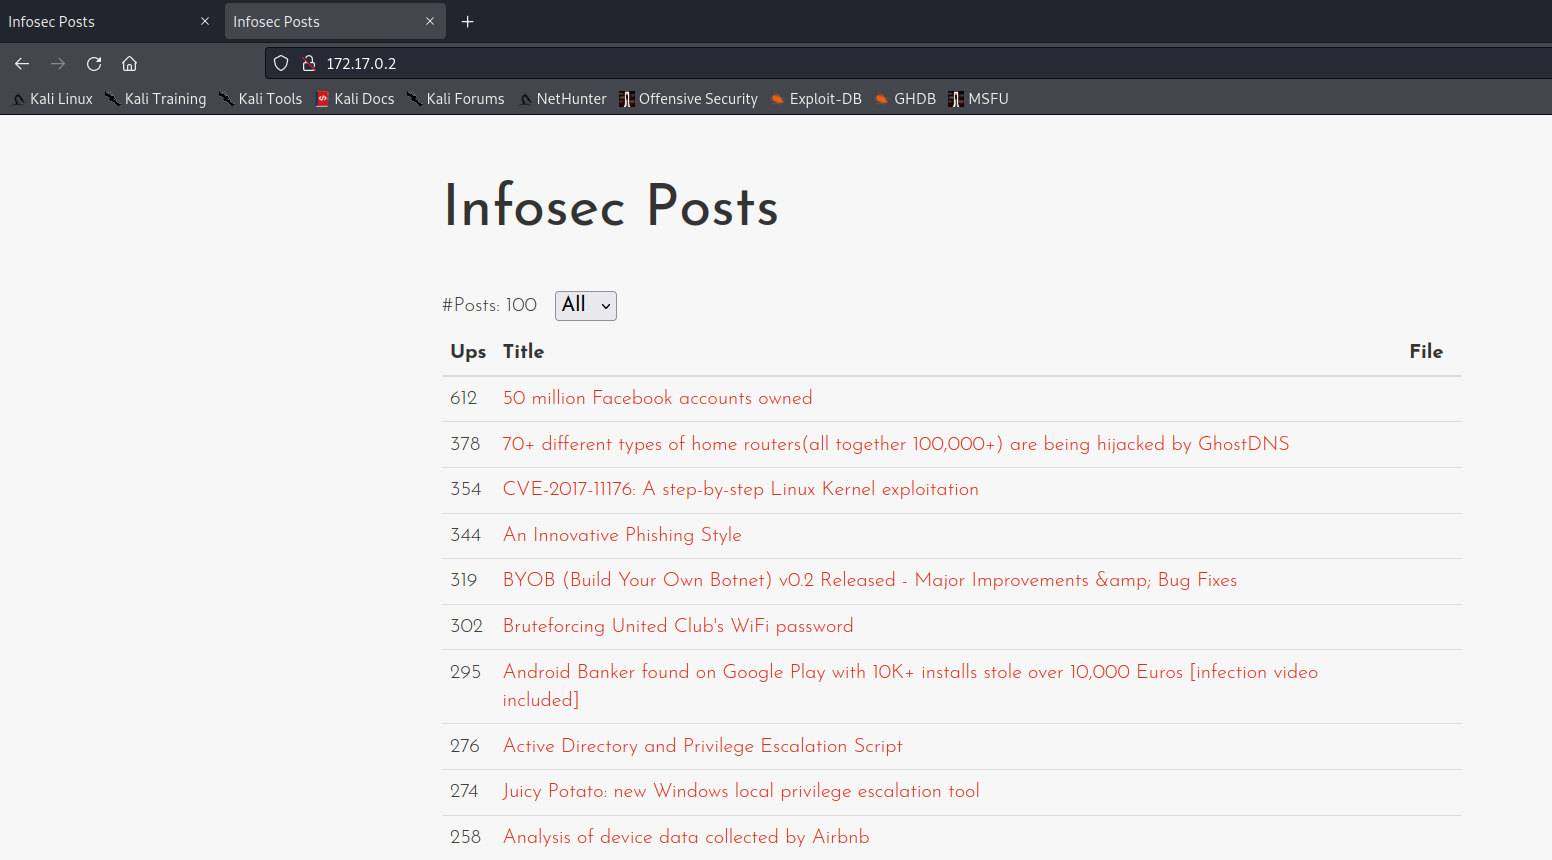 Infosec Posts
Infosec Posts
172.17.0.2
Kali Linux Kali Training Kali Tools Kali Docs Kali Forums NetHunter Offensive Security Exploit-DB GHDB MSFU
Infosec Posts
#Posts: 100 All
Ups Title File
612 50 million Facebook accounts owned
378 70+ different types of home routers(all together 100,000+) are being hijacked by GhostDNS
354 CVE-2017-11176: A step-by-step Linux Kernel exploitation
344 An Innovative Phishing Style
319 BYOB (Build Your Own Botnet) v0.2 Released - Major Improvements &amp;amp; Bug Fixes
302 Bruteforcing United Club's WiFi password
295 Android Banker found on Google Play with 10K+ installs stole over 10,000 Euros [infection video
included]
276 Active Directory and Privilege Escalation Script
274 Juicy Potato: new Windows local privilege escalation tool
258 Analysis of device data collected by Airbnb